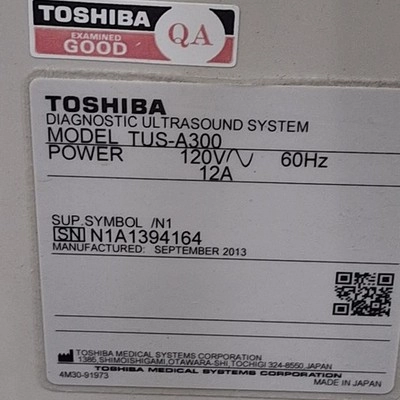 TOSHIBA
EXAMINED
GOOD
QA
TOSHIBA
DIAGNOSTIC ULTRASOUND SYSTEM
MODEL TUS-A300
POWER 120V∿ 60Hz
12A
SUP.SYMBOL /N1
SN N1A1394164
MANUFACTURED: SEPTEMBER 2013
TOSHIBA MEDICAL SYSTEMS CORPORATION
1385, SHIMOISHIGAMI, OTAWARA-SHI, TOCHIGI 324-8550, JAPAN
TOSHIBA MEDICAL SYSTEMS CORPORATION
4M30-91973 MADE IN JAPAN